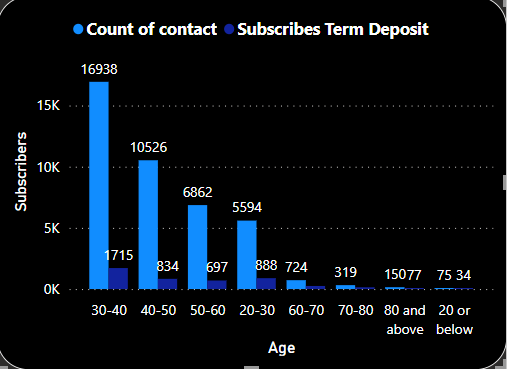 Count of contact Subscribes Term Deposit
16938
15K
10526
10K
6862
5594
5K
1715 834 697 888 724 319 150 77 75 34
0K
Subscribers
30-40 40-50 50-60 20-30 60-70 70-80 80 and above 20 or below
Age